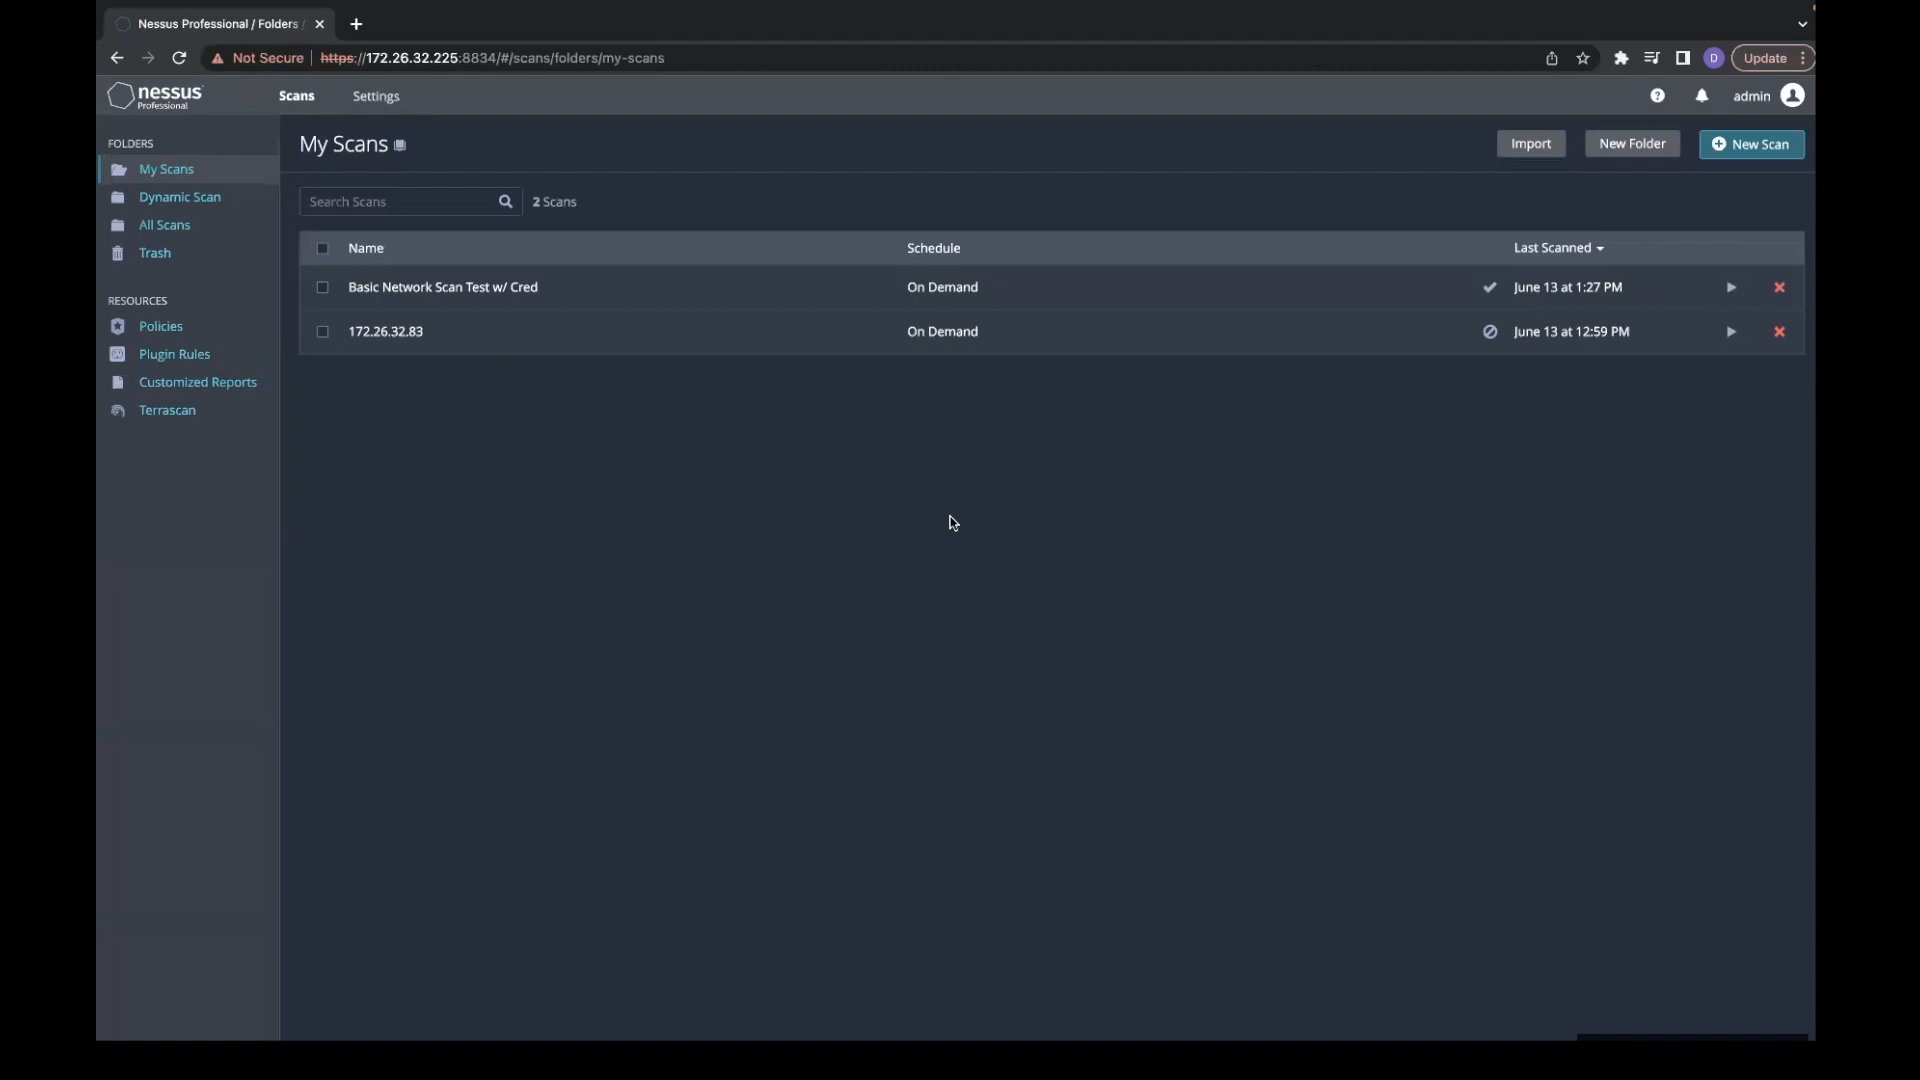 Nessus Professional / Folders /
Not Secure
https://172.26.32.225:8834/#/scans/folders/my-scans
D
Update
nessus
Professional
Scans
Settings
?
admin
FOLDERS
My Scans
Dynamic Scan
All Scans
Trash
RESOURCES
Policies
Plugin Rules
Customized Reports
Terrascan
My Scans
Import
New Folder
New Scan
Search Scans
2 Scans
Name Schedule Last Scanned
Basic Network Scan Test w/ Cred On Demand June 13 at 1:27 PM
172.26.32.83 On Demand June 13 at 12:59 PM